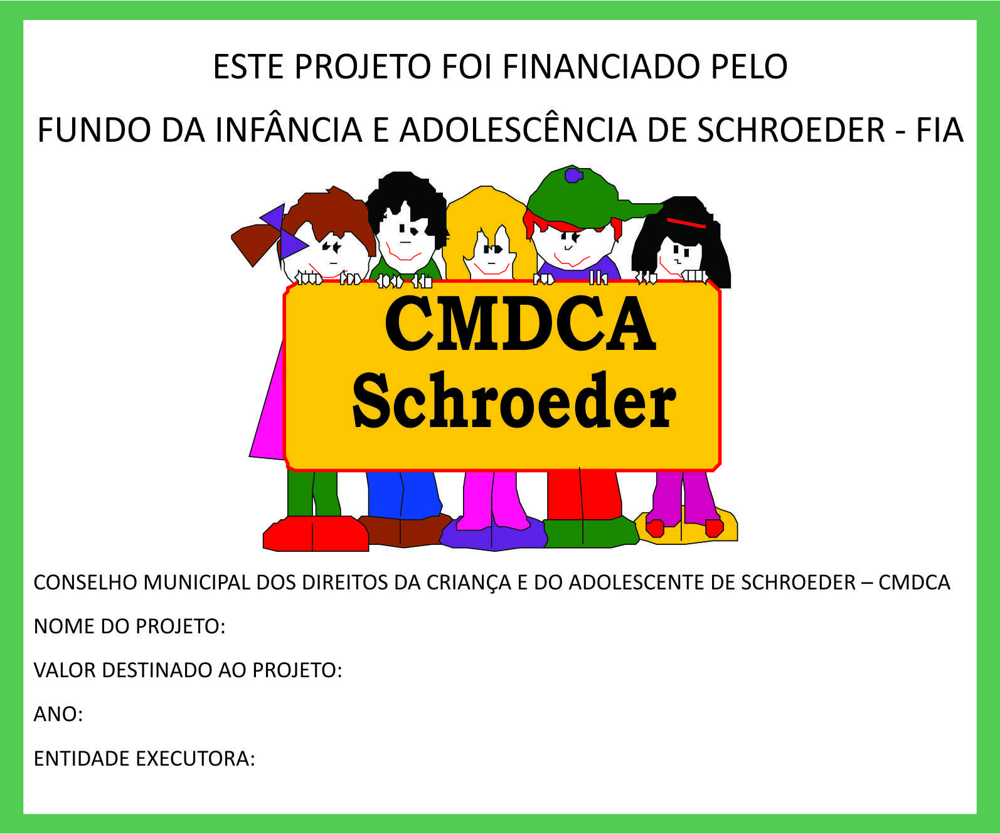 ESTE PROJETO FOI FINANCIADO PELO
FUNDO DA INFÂNCIA E ADOLESCÊNCIA DE SCHROEDER - FIA
CMDCA
Schroeder
CONSELHO MUNICIPAL DOS DIREITOS DA CRIANÇA E DO ADOLESCENTE DE SCHROEDER – CMDCA
NOME DO PROJETO:
VALOR DESTINADO AO PROJETO:
ANO:
ENTIDADE EXECUTORA: